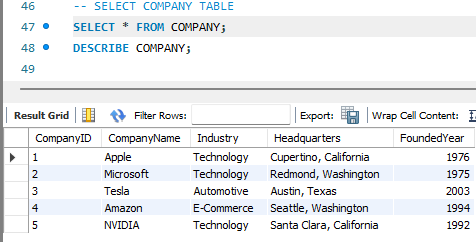 46 -- SELECT COMPANY TABLE
47 SELECT * FROM COMPANY;
48 DESCRIBE COMPANY;
49
Result Grid Filter Rows: Export: Wrap Cell Content:
CompanyID CompanyName Industry Headquarters FoundedYear
1 Apple Technology Cupertino, California 1976
2 Microsoft Technology Redmond, Washington 1975
3 Tesla Automotive Austin, Texas 2003
4 Amazon E-Commerce Seattle, Washington 1994
5 NVIDIA Technology Santa Clara, California 1992